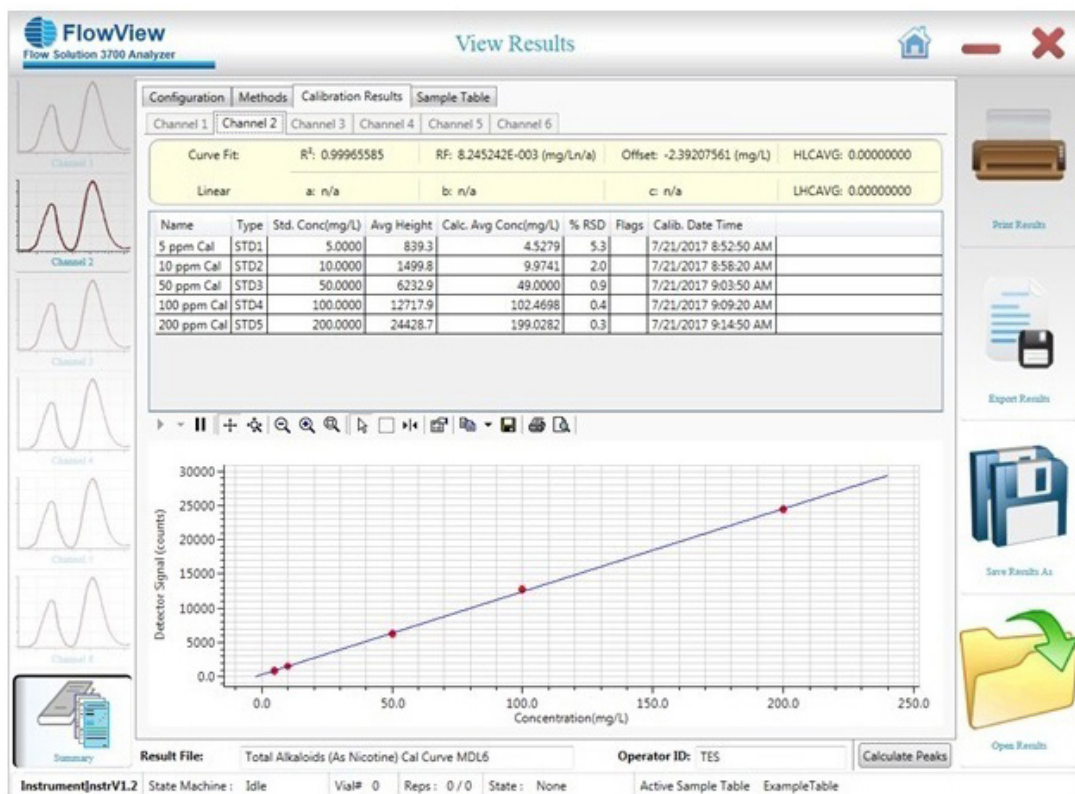 FlowView
Flow Solution 3700 Analyzer
View Results
Configuration Methods Calibration Results Sample Table
Channel 1 Channel 2 Channel 3 Channel 4 Channel 5 Channel 6
Curve Fit: R²: 0.99965585 RF: 8.245242E-003 (mg/Ln/a) Offset: -2.39207561 (mg/L) HLCAVG: 0.00000000
Linear a: n/a b: n/a c: n/a LHCAVG: 0.00000000
Name Type Std. Conc(mg/L) Avg Height Calc. Avg Conc(mg/L) % RSD Flags Calib. Date Time
5 ppm Cal STD1 5.0000 839.3 4.5279 5.3 7/21/2017 8:52:50 AM
10 ppm Cal STD2 10.0000 1499.8 9.9741 2.0 7/21/2017 8:58:20 AM
50 ppm Cal STD3 50.0000 6232.9 49.0000 0.9 7/21/2017 9:03:50 AM
100 ppm Cal STD4 100.0000 12717.9 102.4698 0.4 7/21/2017 9:09:20 AM
200 ppm Cal STD5 200.0000 24428.7 199.0282 0.3 7/21/2017 9:14:50 AM
Channel 1
Channel 2
Channel 3
Channel 4
Channel 5
Channel 6
Summary
Print Results
Export Results
Save Results As
Open Results
Detector Signal (counts)
30000
25000
20000
15000
10000
5000
0.0
0.0 50.0 100.0 150.0 200.0 250.0
Concentration(mg/L)
Result File: Total Alkaloids (As Nicotine) Cal Curve MDL6 Operator ID: TES Calculate Peaks
Instrument|nstrV1.2 State Machine : Idle Vial# 0 Reps : 0 / 0 State : None Active Sample Table ExampleTable